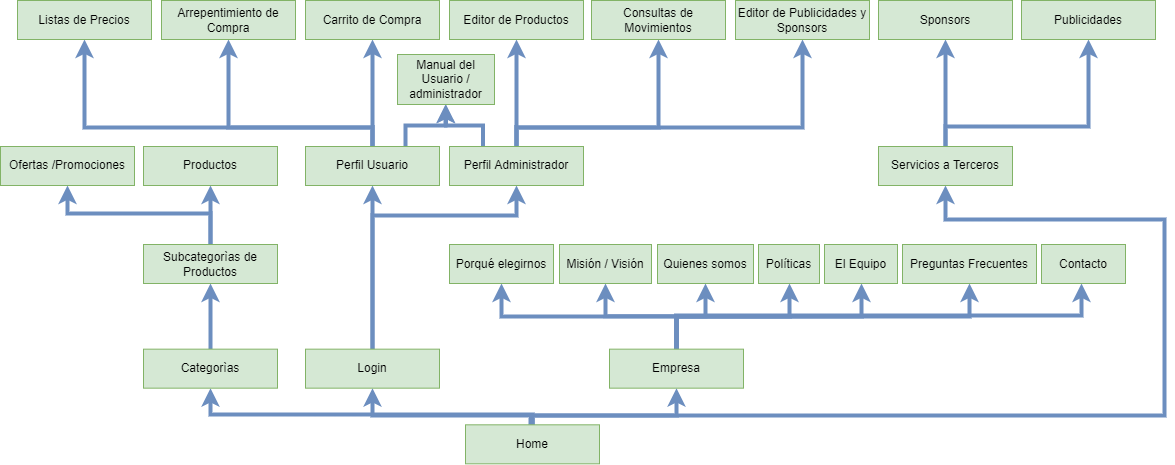 Listas de Precios
Arrepentimiento de
Compra
Carrito de Compra
Editor de Productos
Consultas de
Movimientos
Editor de Publicidades y
Sponsors
Sponsors
Publicidades
Manual del
Usuario /
administrador
Ofertas /Promociones
Productos
Perfil Usuario
Perfil Administrador
Servicios a Terceros
Subcategorìas de
Productos
Porqué elegirnos
Misión / Visión
Quienes somos
Políticas
El Equipo
Preguntas Frecuentes
Contacto
Categorìas
Login
Empresa
Home